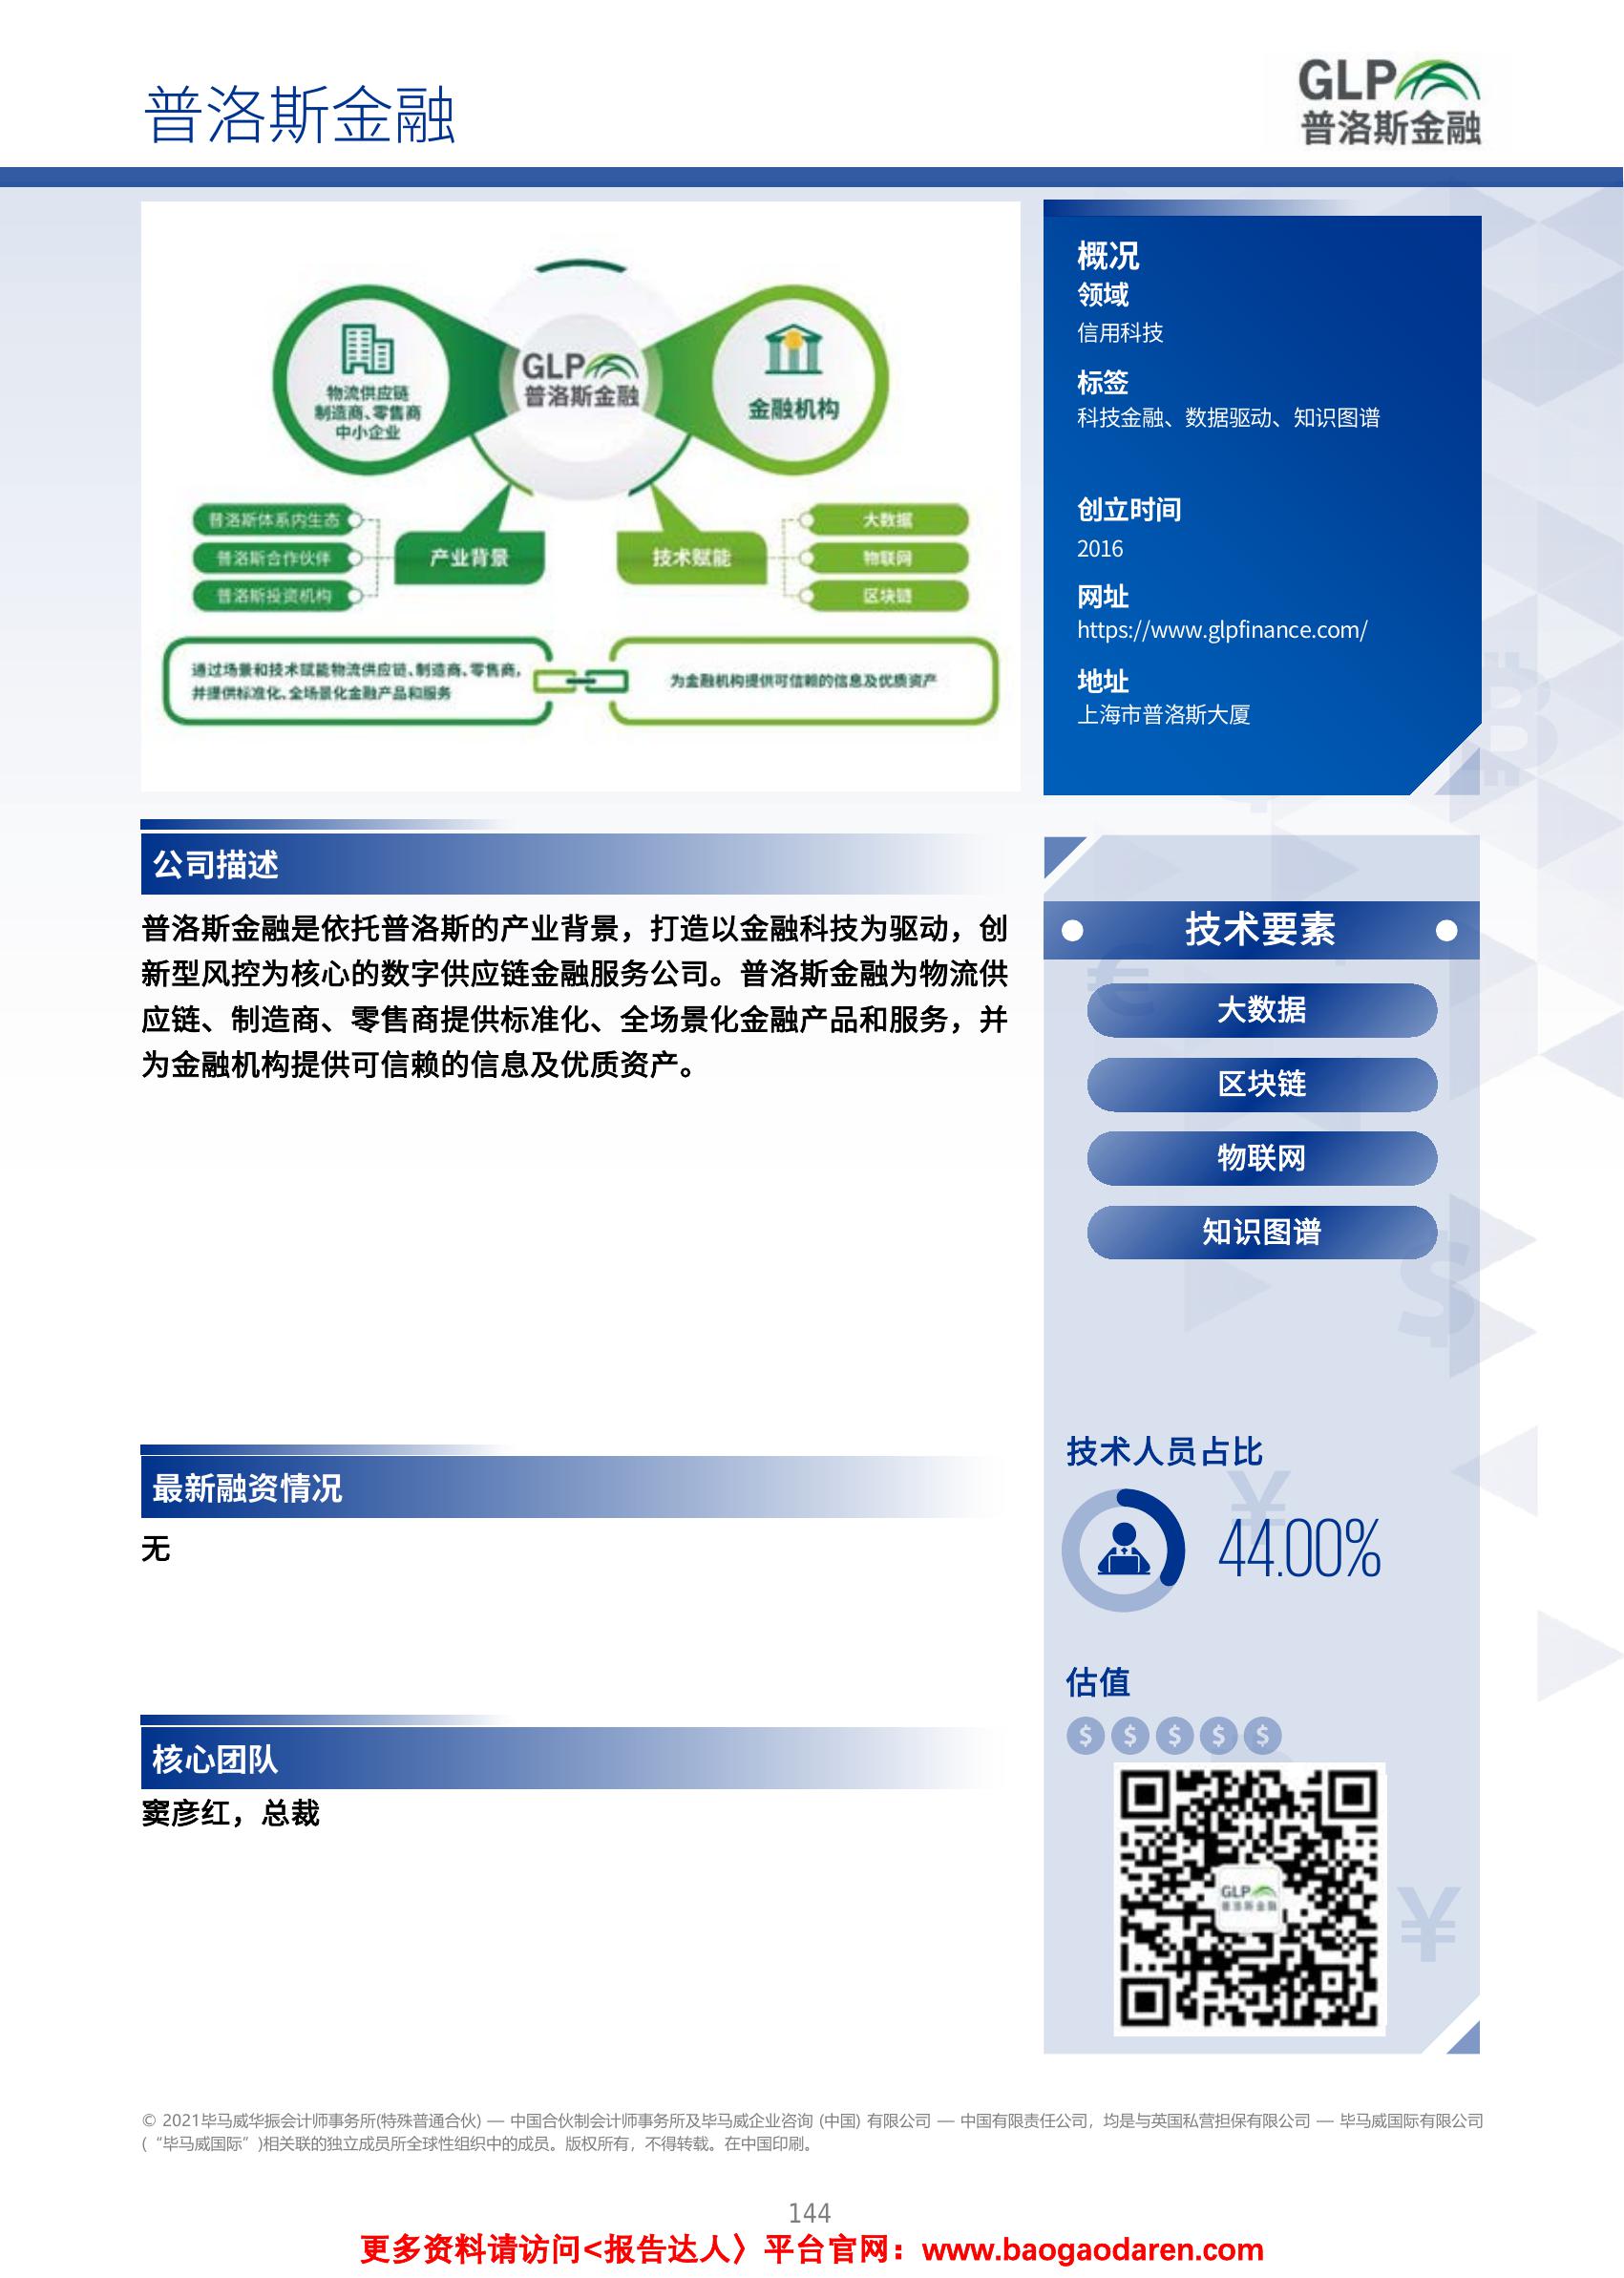 普洛斯金融
GLP
普洛斯金融
物流供应链
制造商、零售商
中小企业
GLP
普洛斯金融
金融机构
普洛斯体系内生态
普洛斯合作伙伴
普洛斯投资机构
产业背景
技术赋能
大数据
物联网
区块链
通过场景和技术赋能物流供应链、制造商、零售商，
并提供标准化、全场景化金融产品和服务
为金融机构提供可信赖的信息及优质资产
概况
领域
信用科技
标签
科技金融、数据驱动、知识图谱
创立时间
2016
网址
https://www.glpfinance.com/
地址
上海市普洛斯大厦
公司描述
普洛斯金融是依托普洛斯的产业背景，打造以金融科技为驱动，创
新型风控为核心的数字供应链金融服务公司。普洛斯金融为物流供
应链、制造商、零售商提供标准化、全场景化金融产品和服务，并
为金融机构提供可信赖的信息及优质资产。
最新融资情况
无
核心团队
窦彦红，总裁
技术要素
大数据
区块链
物联网
知识图谱
技术人员占比
44.00%
估值
GLP
普洛斯金融
© 2021毕马威华振会计师事务所(特殊普通合伙) — 中国合伙制会计师事务所及毕马威企业咨询 (中国) 有限公司 — 中国有限责任公司，均是与英国私营担保有限公司 — 毕马威国际有限公司
(“毕马威国际”)相关联的独立成员所全球性组织中的成员。版权所有，不得转载。在中国印刷。
144
更多资料请访问<报告达人〉平台官网：www.baogaodaren.com